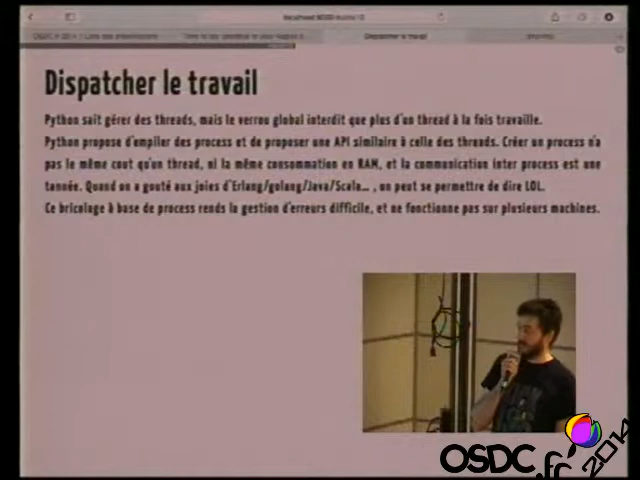 localhost
Dispatcher le travail
Dispatcher le travail
Python sait gérer des threads, mais le verrou global interdit que plus d'un thread à la fois travaille.
Python propose d'empiler des process et de proposer une API similaire à celle des threads. Créer un process n'a
pas le même cout qu'un thread, ni la même consommation en RAM, et la communication inter process est une
tannée. Quand on a gouté aux joies d'Erlang/golang/Java/Scala... , on peut se permettre de dire LOL.
Ce bricolage à base de process rends la gestion d'erreurs difficile, et ne fonctionne pas sur plusieurs machines.
OSDC.fr 2014